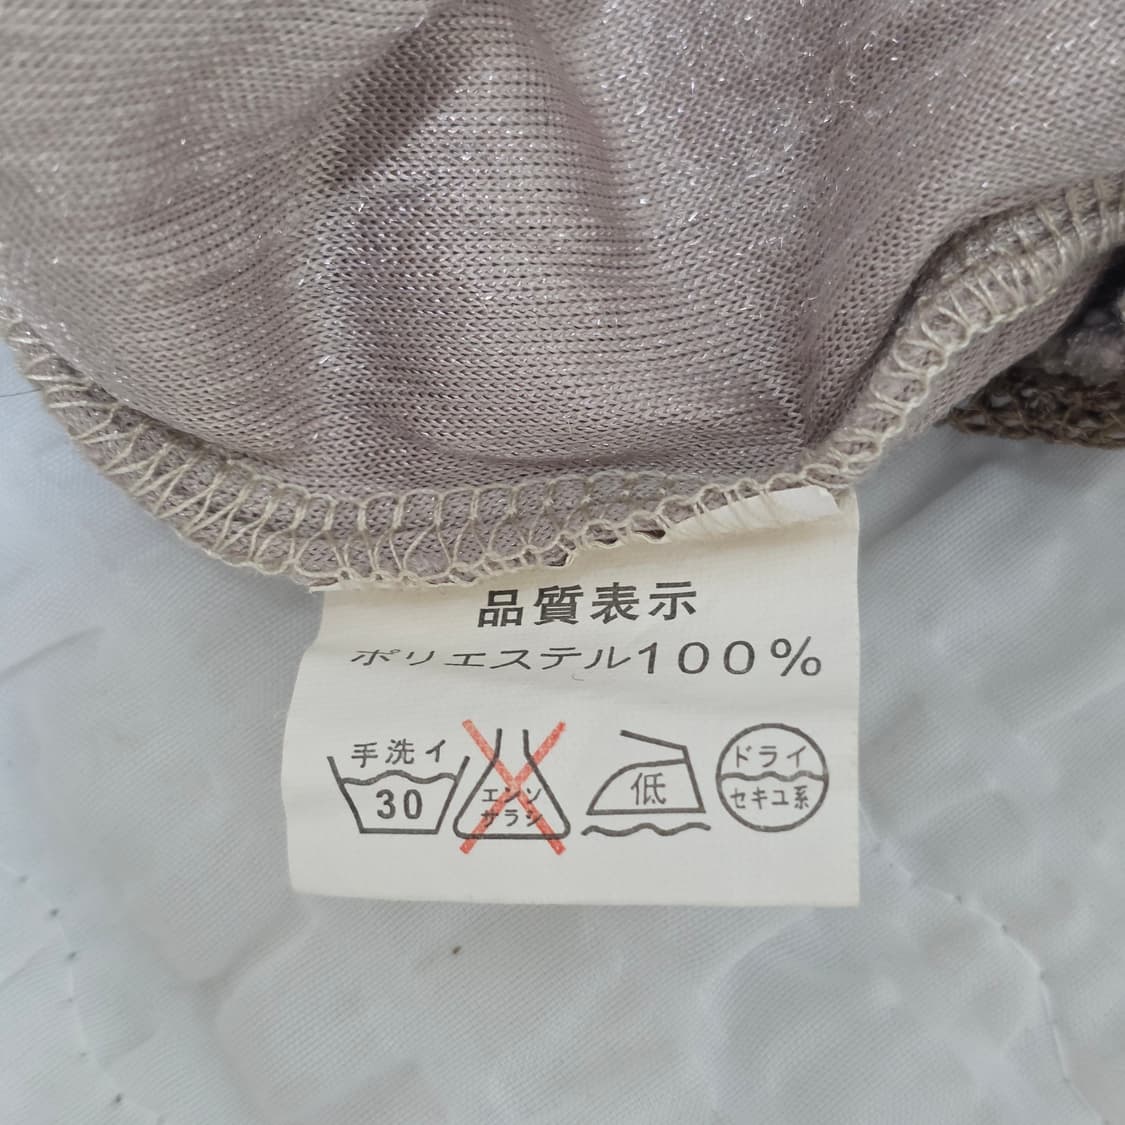 品質表示
ポリエステル100%
手洗イ
30
エンソ
サラシ
低
ドライ
セキユ系